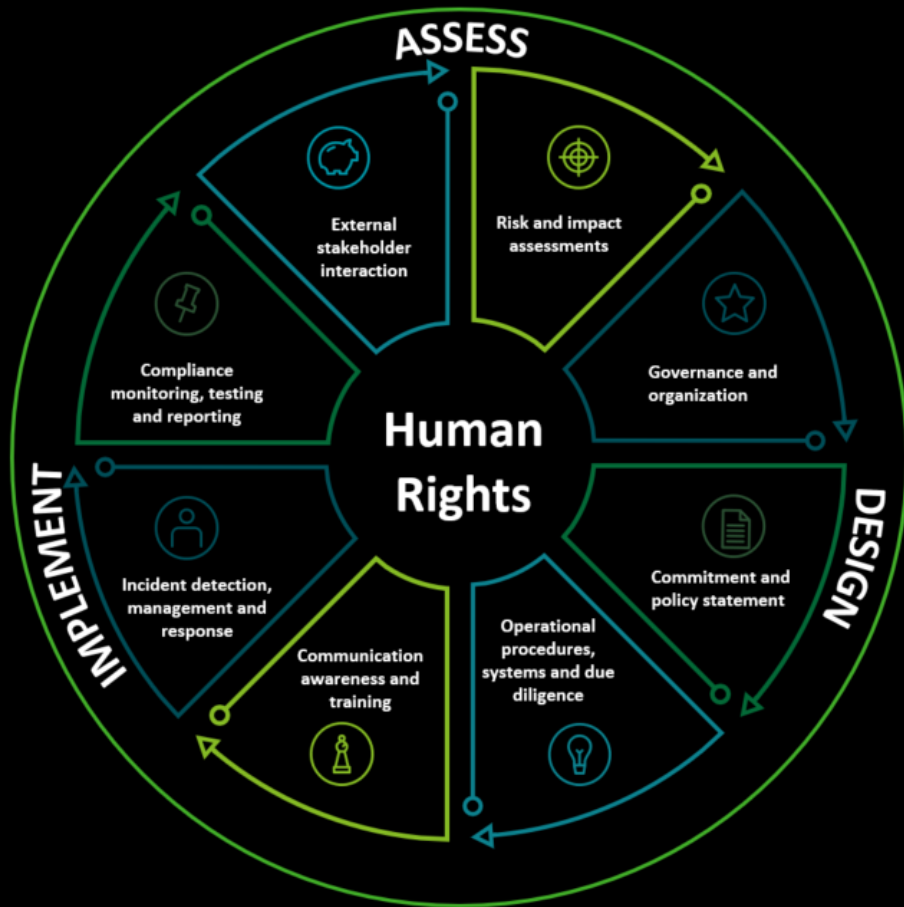 ASSESS
External
stakeholder
interaction
Risk and impact
assessments
Governance and
organization
Compliance
monitoring, testing
and reporting
Human
Rights
DESIGN
Commitment and
policy statement
Operational
procedures,
systems and due
diligence
Communication
awareness and
training
Incident detection,
management and
response
IMPLEMENT